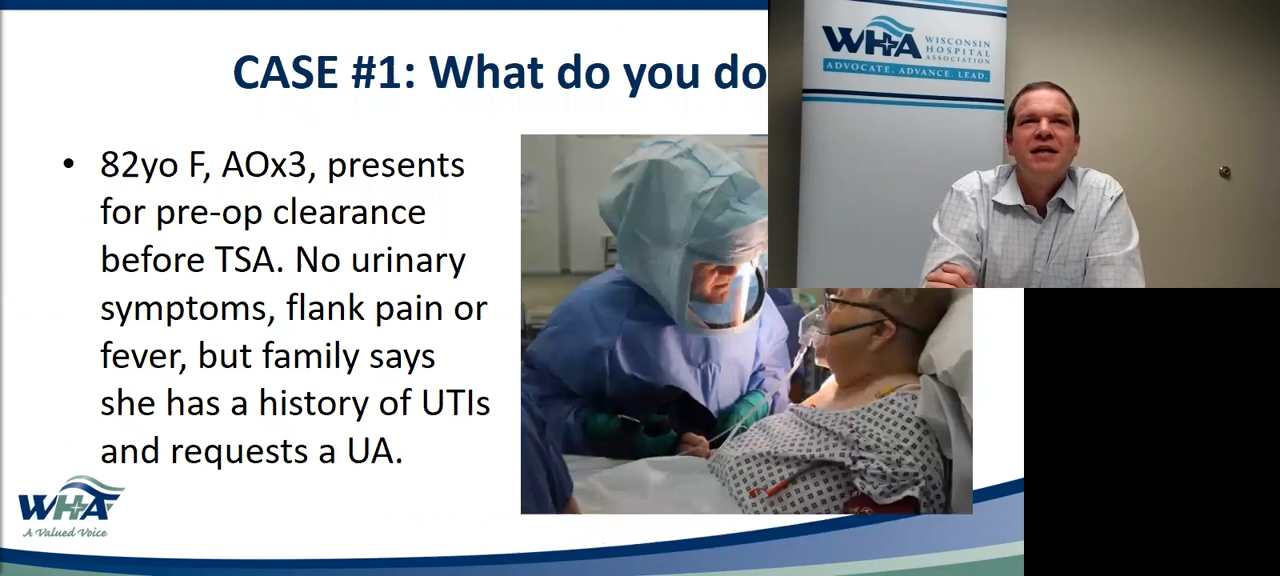 CASE #1: What do you do
• 82yo F, AOx3, presents
for pre-op clearance
before TSA. No urinary
symptoms, flank pain or
fever, but family says
she has a history of UTIs
and requests a UA.
WHA
A Valued Voice
WHA WISCONSIN
HOSPITAL
ASSOCIATION
ADVOCATE. ADVANCE. LEAD.